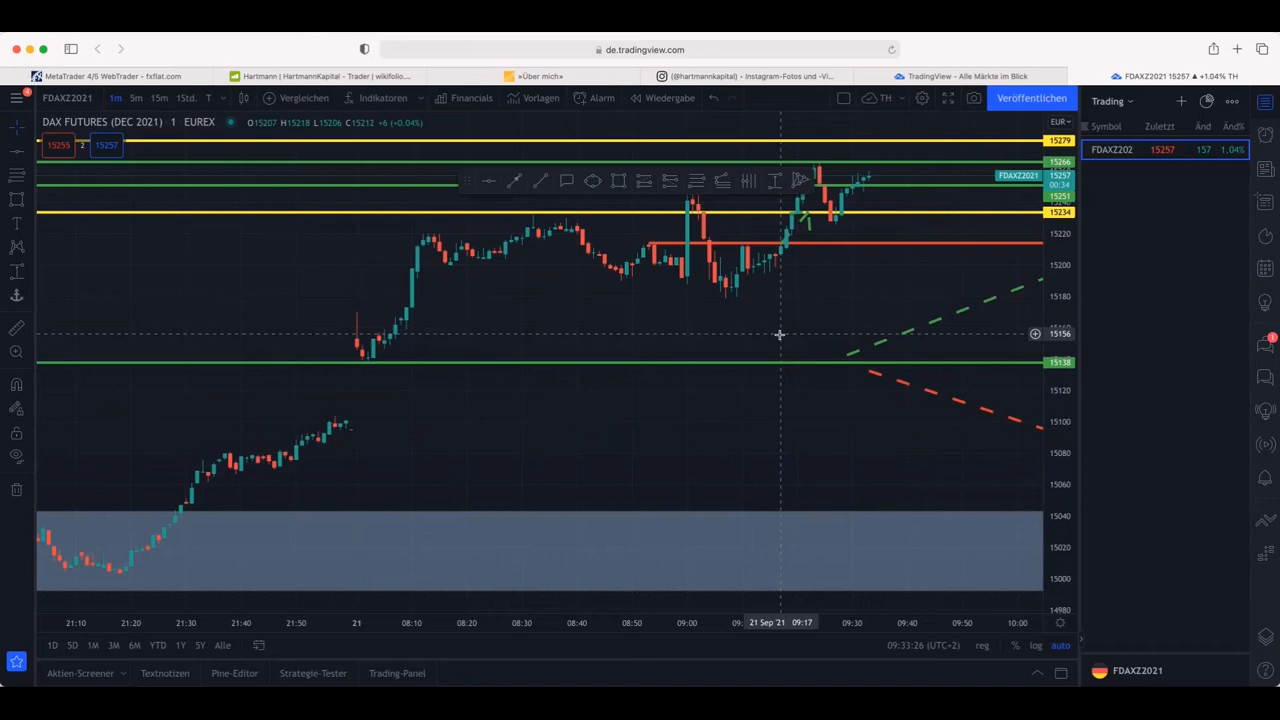 de.tradingview.com
MetaTrader 4/5 WebTrader - fxflat.com
Hartmann | HartmannKapital - Trader | wikifolio....
»Über mich«
(@hartmannkapital) - Instagram-Fotos und -Vi...
TradingView - Alle Märkte im Blick
FDAXZ2021 15257 ▲ +1.04% TH
4
FDAXZ2021
1m 5m 15m 1Std. T
Vergleichen
Indikatoren
Financials
Vorlagen
Alarm
Wiedergabe
TH
Veröffentlichen
Trading
DAX FUTURES (DEC 2021) 1 EUREX
O15207 H15218 L15206 C15212 +6 (+0.04%)
EUR
Symbol Zuletzt Änd Änd%
15255 2 15257
FDAXZ202 15257 157 1.04%
15279
15266
FDAXZ2021 15257
00:34
15251
15234
15220
15200
15180
15156
15138
15120
15100
15080
15060
15040
15020
15000
14980
1
21:10 21:20 21:30 21:40 21:50 21 08:10 08:20 08:30 08:40 08:50 09:00 21 Sep '21 09:17 09:30 09:40 09:50 10:00
1D 5D 1M 3M 6M YTD 1Y 5Y Alle
09:33:26 (UTC+2) reg % log auto
Aktien-Screener Textnotizen Pine-Editor Strategie-Tester Trading-Panel
FDAXZ2021